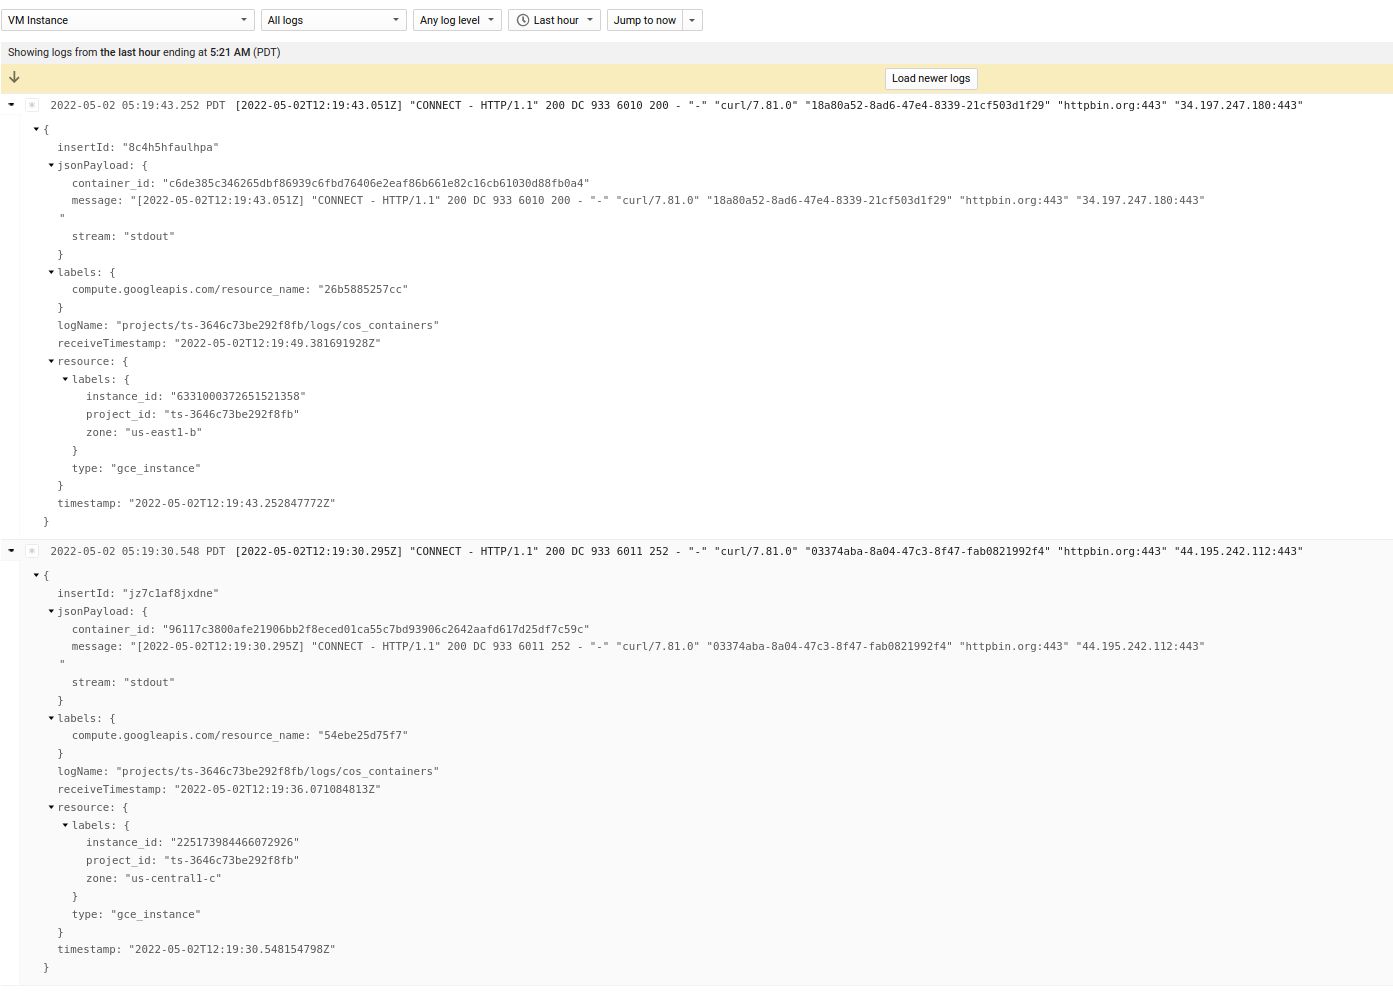 VM Instance
All logs
Any log level
Last hour
Jump to now
Showing logs from the last hour ending at 5:21 AM (PDT)
Load newer logs
2022-05-02 05:19:43.252 PDT [2022-05-02T12:19:43.051Z] "CONNECT - HTTP/1.1" 200 DC 933 6010 200 - "-" "curl/7.81.0" "18a80a52-8ad6-47e4-8339-21cf503d1f29" "httpbin.org:443" "34.197.247.180:443"
{
insertId: "8c4h5hfaulhpa"
jsonPayload: {
container_id: "c6de385c346265dbf86939c6fbd76406e2eaf86b661e82c16cb61030d88fb0a4"
message: "[2022-05-02T12:19:43.051Z] "CONNECT - HTTP/1.1" 200 DC 933 6010 200 - "-" "curl/7.81.0" "18a80a52-8ad6-47e4-8339-21cf503d1f29" "httpbin.org:443" "34.197.247.180:443"
"
stream: "stdout"
}
labels: {
compute.googleapis.com/resource_name: "26b5885257cc"
}
logName: "projects/ts-3646c73be292f8fb/logs/cos_containers"
receiveTimestamp: "2022-05-02T12:19:49.381691928Z"
resource: {
labels: {
instance_id: "6331000372651521358"
project_id: "ts-3646c73be292f8fb"
zone: "us-east1-b"
}
type: "gce_instance"
}
timestamp: "2022-05-02T12:19:43.252847772Z"
}
2022-05-02 05:19:30.548 PDT [2022-05-02T12:19:30.295Z] "CONNECT - HTTP/1.1" 200 DC 933 6011 252 - "-" "curl/7.81.0" "03374aba-8a04-47c3-8f47-fab0821992f4" "httpbin.org:443" "44.195.242.112:443"
{
insertId: "jz7c1af8jxdne"
jsonPayload: {
container_id: "96117c3800afe21906bb2f8eced01ca55c7bd93906c2642aafd617d25df7c59c"
message: "[2022-05-02T12:19:30.295Z] "CONNECT - HTTP/1.1" 200 DC 933 6011 252 - "-" "curl/7.81.0" "03374aba-8a04-47c3-8f47-fab0821992f4" "httpbin.org:443" "44.195.242.112:443"
"
stream: "stdout"
}
labels: {
compute.googleapis.com/resource_name: "54ebe25d75f7"
}
logName: "projects/ts-3646c73be292f8fb/logs/cos_containers"
receiveTimestamp: "2022-05-02T12:19:36.071084813Z"
resource: {
labels: {
instance_id: "225173984466072926"
project_id: "ts-3646c73be292f8fb"
zone: "us-central1-c"
}
type: "gce_instance"
}
timestamp: "2022-05-02T12:19:30.548154798Z"
}